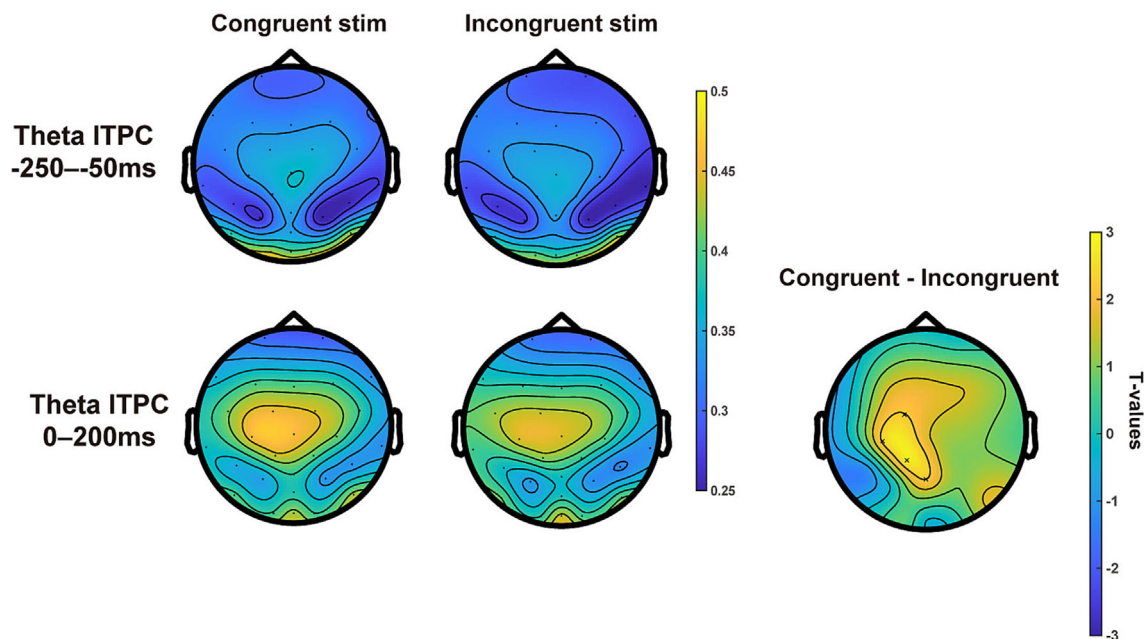 Congruent stim
Incongruent stim
Theta ITPC
-250–-50ms
0.5
0.45
0.4
0.35
0.3
0.25
Theta ITPC
0–200ms
Congruent - Incongruent
3
2
1
0
-1
-2
-3
T-values